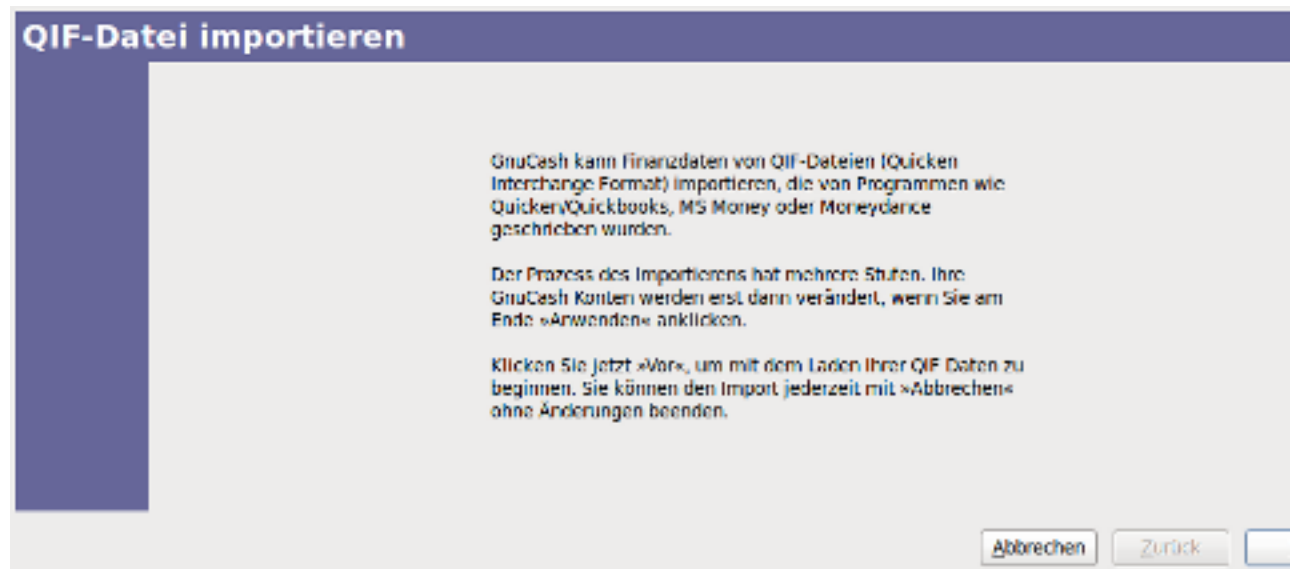 QIF-Datei importieren
GnuCash kann Finanzdaten von QIF-Dateien (Quicken
Interchange Format) importieren, die von Programmen wie
Quicken/Quickbooks, MS Money oder Moneydance
geschrieben wurden.
Der Prozess des Importierens hat mehrere Stufen. Ihre
GnuCash Konten werden erst dann verändert, wenn Sie am
Ende »Anwenden« anklicken.
Klicken Sie jetzt »Vor«, um mit dem Laden Ihrer QIF Daten zu
beginnen. Sie können den Import jederzeit mit »Abbrechen«
ohne Änderungen beenden.
Abbrechen Zurück